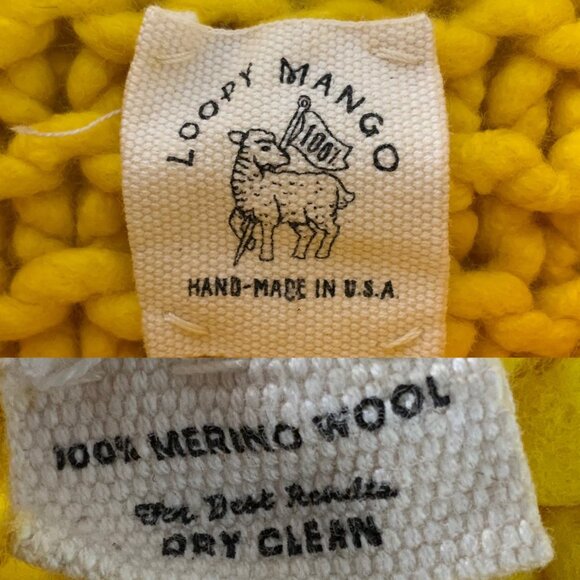 LOOPY MANGO
100%
HAND-MADE IN U.S.A.
100% MERINO WOOL
For Best Results
DRY CLEAN